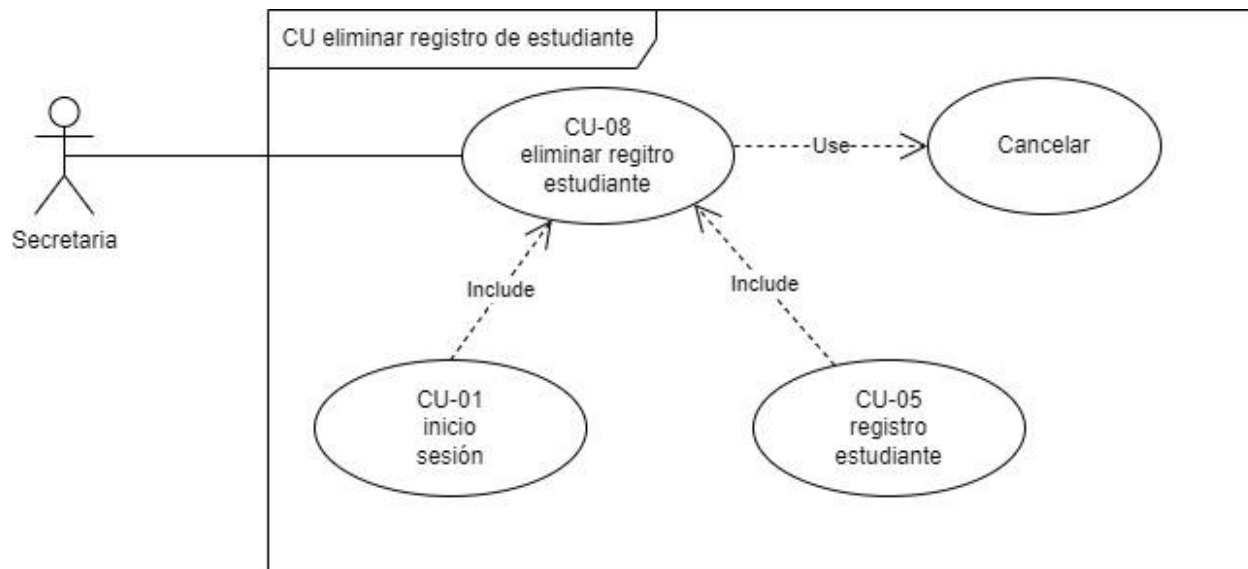 CU eliminar registro de estudiante
CU-08
eliminar regitro
estudiante
Use
Cancelar
Secretaria
Include
Include
CU-01
inicio
sesión
CU-05
registro
estudiante